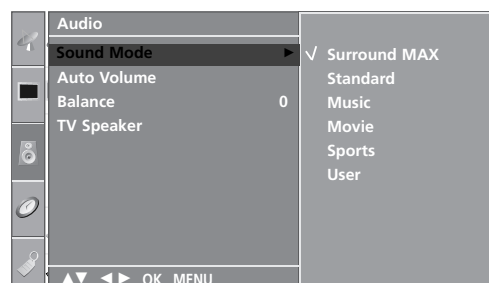 Audio
Sound Mode ►
Auto Volume
Balance 0
TV Speaker
▲▼ ◄► OK MENU
√ Surround MAX
Standard
Music
Movie
Sports
User